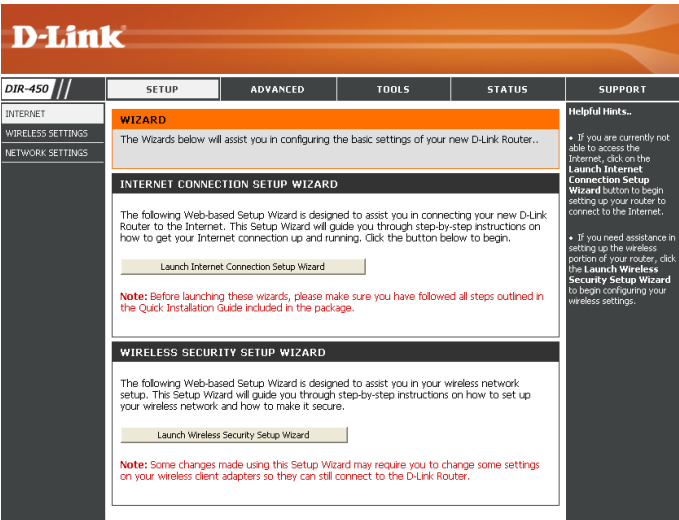 D-Link
DIR-450
SETUP
ADVANCED
TOOLS
STATUS
SUPPORT
INTERNET
WIRELESS SETTINGS
NETWORK SETTINGS
WIZARD
The Wizards below will assist you in configuring the basic settings of your new D-Link Router..
INTERNET CONNECTION SETUP WIZARD
The following Web-based Setup Wizard is designed to assist you in connecting your new D-Link
Router to the Internet. This Setup Wizard will guide you through step-by-step instructions on
how to get your Internet connection up and running. Click the button below to begin.
Launch Internet Connection Setup Wizard
Note: Before launching these wizards, please make sure you have followed all steps outlined in
the Quick Installation Guide included in the package.
WIRELESS SECURITY SETUP WIZARD
The following Web-based Setup Wizard is designed to assist you in your wireless network
setup. This Setup Wizard will guide you through step-by-step instructions on how to set up
your wireless network and how to make it secure.
Launch Wireless Security Setup Wizard
Note: Some changes made using this Setup Wizard may require you to change some settings
on your wireless client adapters so they can still connect to the D-Link Router.
Helpful Hints..
• If you are currently not
able to access the
Internet, click on the
Launch Internet
Connection Setup
Wizard button to begin
setting up your router to
connect to the Internet.
• If you need assistance in
setting up the wireless
portion of your router, click
the Launch Wireless
Security Setup Wizard
to begin configuring your
wireless settings.